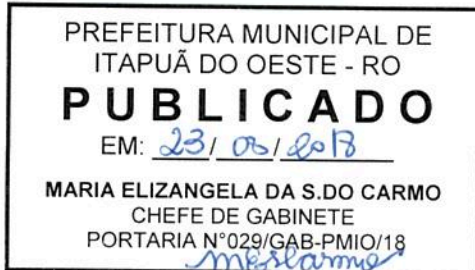 PREFEITURA MUNICIPAL DE
ITAPUÃ DO OESTE - RO
PUBLICADO
EM: 23/ 08/ 2018
MARIA ELIZANGELA DA S.DO CARMO
CHEFE DE GABINETE
PORTARIA N°029/GAB-PMIO/18